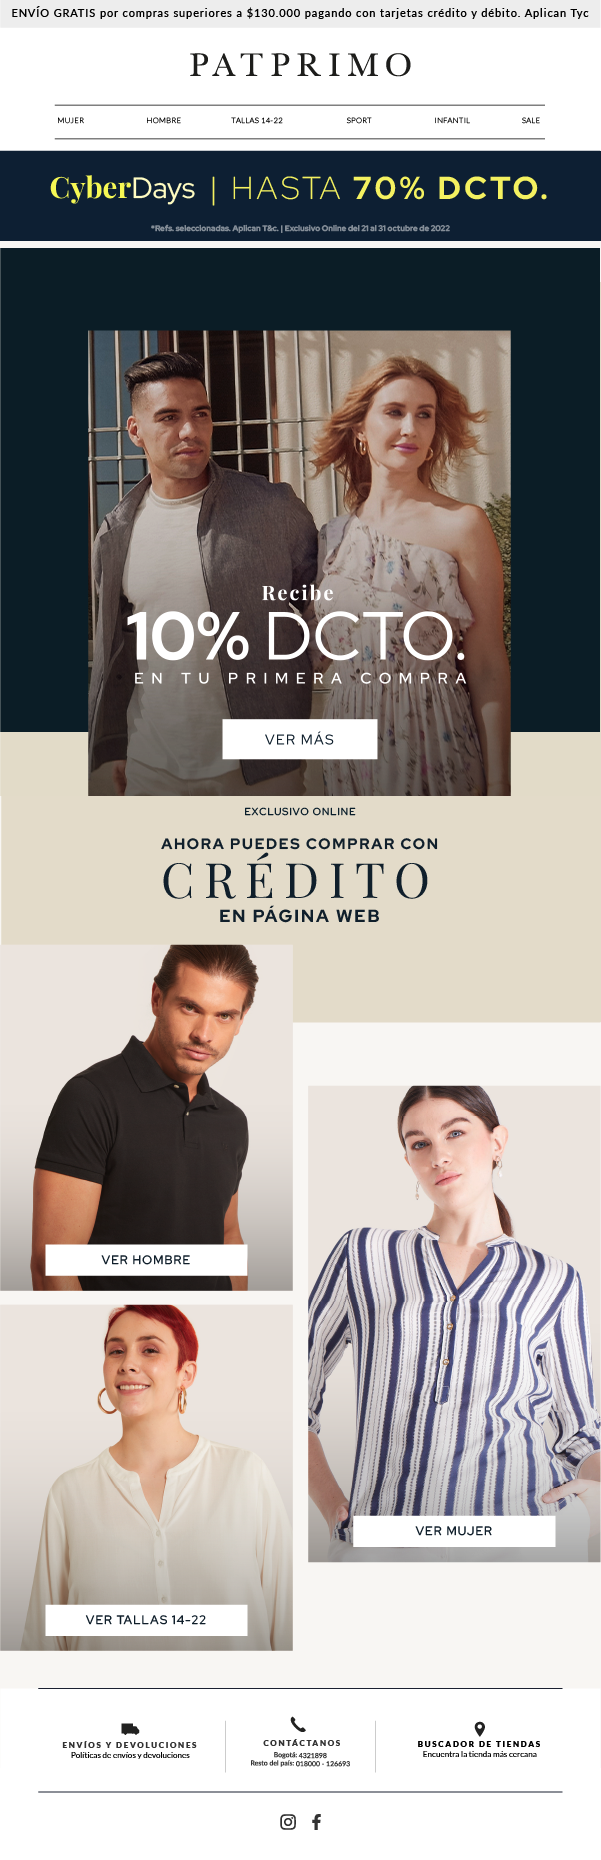 ENVÍO GRATIS por compras superiores a $130.000 pagando con tarjetas crédito y débito. Aplican Tyc
PATPRIMO
MUJER HOMBRE TALLAS 14-22 SPORT INFANTIL SALE
CyberDays | HASTA 70% DCTO.
*Refs. seleccionadas. Aplican T&c. | Exclusivo Online del 21 al 31 octubre de 2022
Recibe
10% DCTO.
EN TU PRIMERA COMPRA
VER MÁS
EXCLUSIVO ONLINE
AHORA PUEDES COMPRAR CON
CRÉDITO
EN PÁGINA WEB
VER HOMBRE
VER MUJER
VER TALLAS 14-22
ENVÍOS Y DEVOLUCIONES
Políticas de envíos y devoluciones
CONTÁCTANOS
Bogotá: 4321898
Resto del país: 018000 - 126693
BUSCADOR DE TIENDAS
Encuentra la tienda más cercana